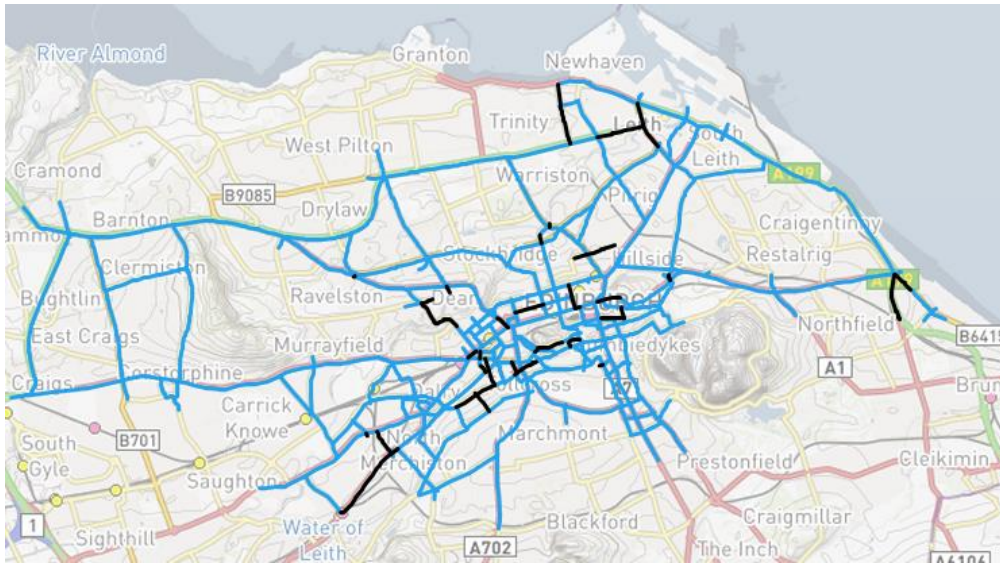 River Almond
Granton
Newhaven
Trinity
Leith
South
Leith
West Pilton
Cramond
B9085
Warriston
Pilrig
A199
Drylaw
Barnton
Craigentinny
Stockbridge
Hillside
Restalrig
Clermiston
Bughtlin
Ravelston
Dean
EDINBURGH
Northfield
East Craigs
Murrayfield
B6415
Craigs
Corstorphine
Dalry
A1
Carrick
Knowe
B701
South
Gyle
North
Merchiston
Marchmont
Prestonfield
Cleikimin
Saughton
1
Sighthill
Water of
Leith
Blackford
Craigmillar
A702
The Inch
A6106